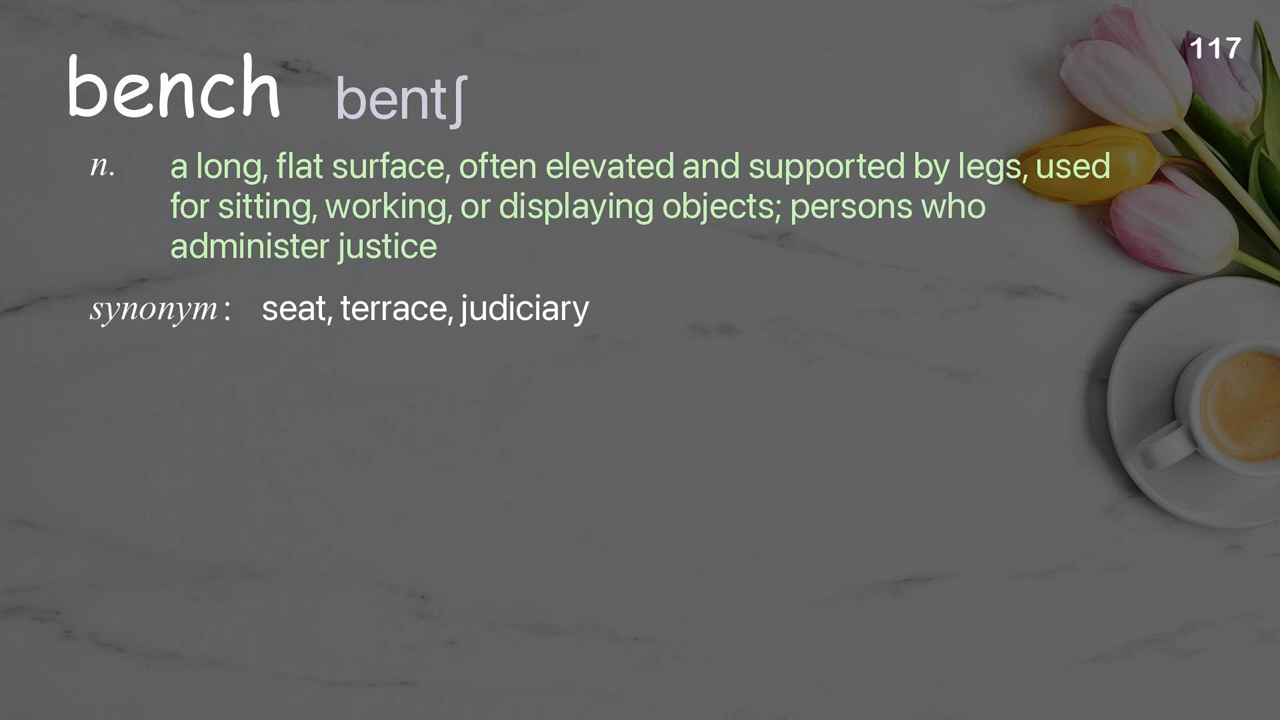 117
bench bentʃ
n. a long, flat surface, often elevated and supported by legs, used
for sitting, working, or displaying objects; persons who
administer justice
synonym: seat, terrace, judiciary